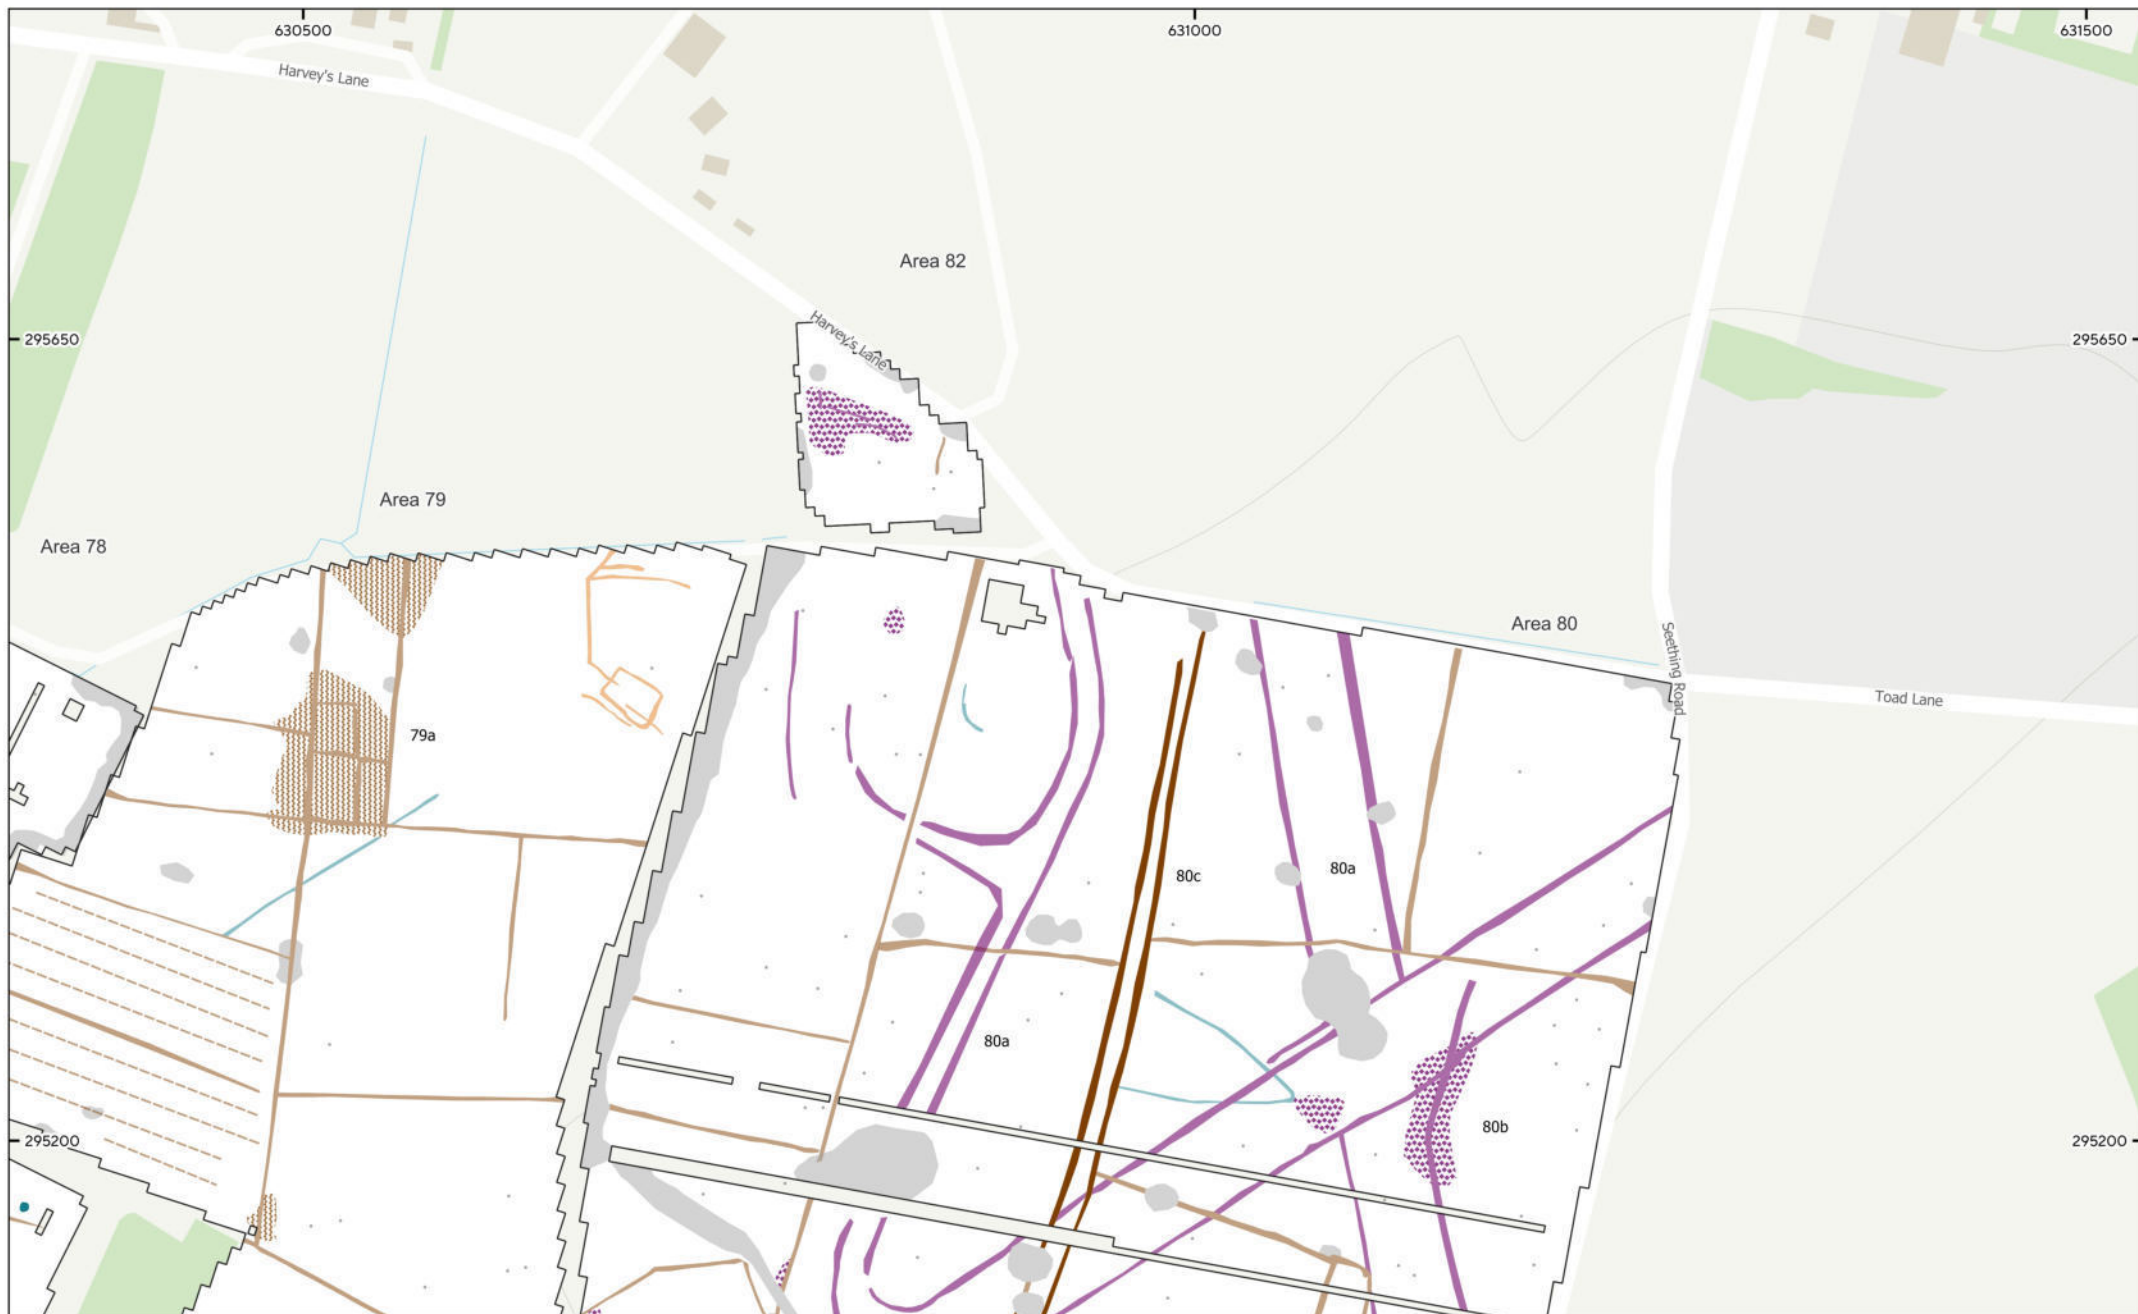 630500
631000
631500
Harvey's Lane
Area 82
Harvey's Lane
295650
295650
Area 79
Area 78
Area 80
Seething Road
Toad Lane
79a
80c
80a
80a
80b
295200
295200